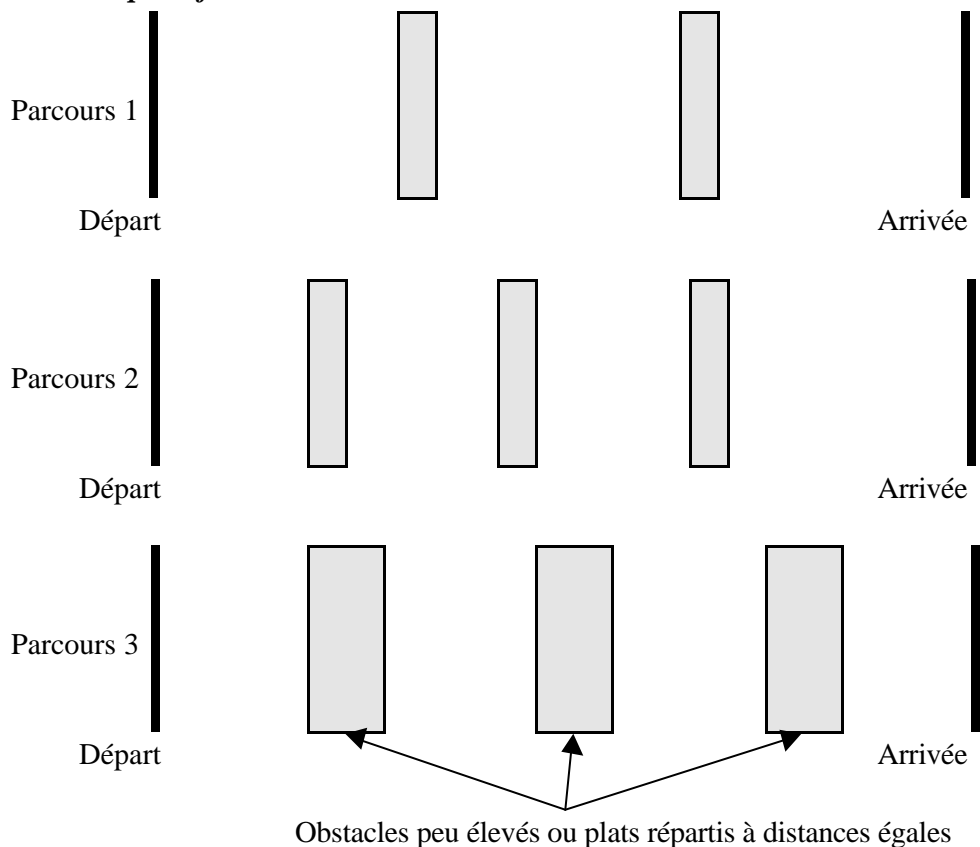 Parcours 1
Départ Arrivée
Parcours 2
Départ Arrivée
Parcours 3
Départ Arrivée
Obstacles peu élevés ou plats répartis à distances égales